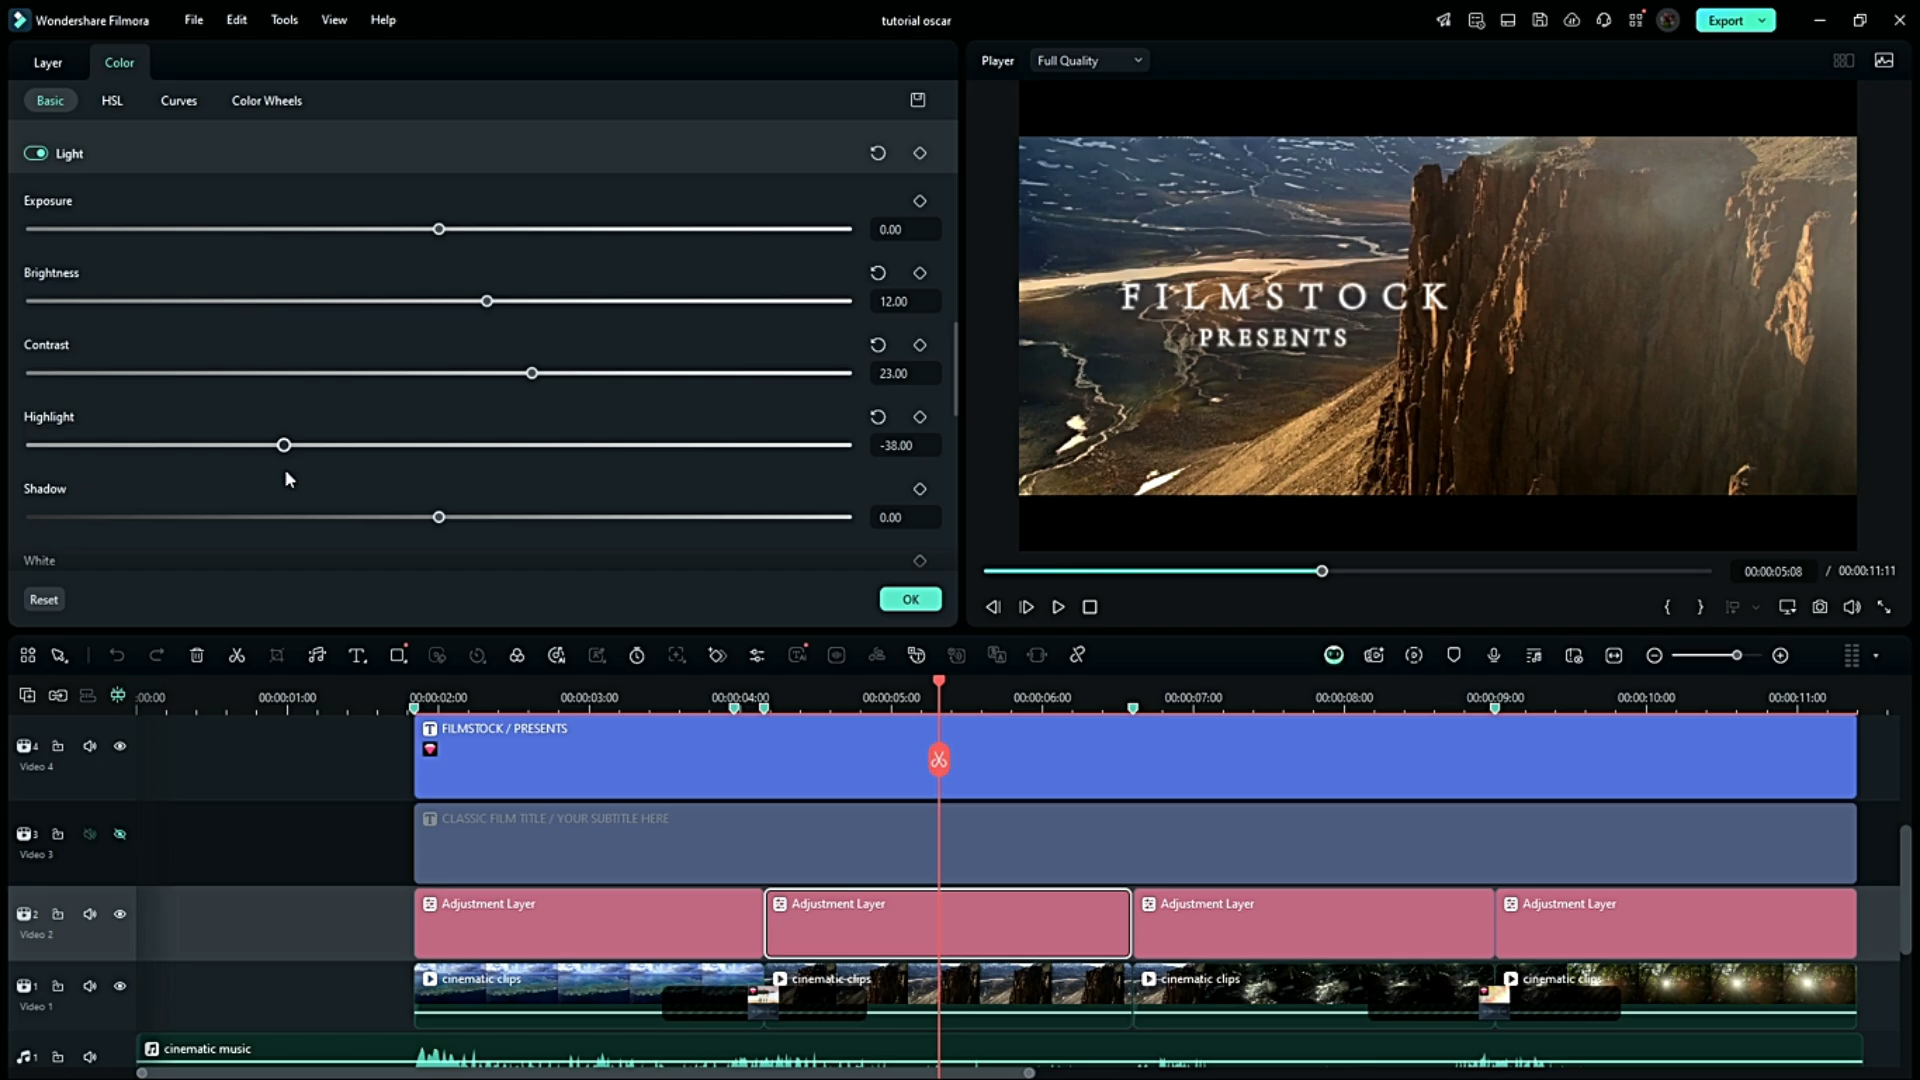 Wondershare Filmora
File Edit Tools View Help
tutorial oscar
Export
Layer Color
Player Full Quality
Basic HSL Curves Color Wheels
Light
Exposure
0.00
Brightness
12.00
Contrast
23.00
Highlight
-38.00
Shadow
0.00
White
Reset OK
FILMSTOCK
PRESENTS
00:00:05:08 / 00:00:11:11
:00:00 00:00:01:00 00:00:02:00 00:00:03:00 00:00:04:00 00:00:05:00 00:00:06:00 00:00:07:00 00:00:08:00 00:00:09:00 00:00:10:00 00:00:11:00
4
Video 4
FILMSTOCK / PRESENTS
3
Video 3
CLASSIC FILM TITLE / YOUR SUBTITLE HERE
2
Video 2
Adjustment Layer Adjustment Layer Adjustment Layer Adjustment Layer
1
Video 1
cinematic clips cinematic clips cinematic clips cinematic clips
1
cinematic music